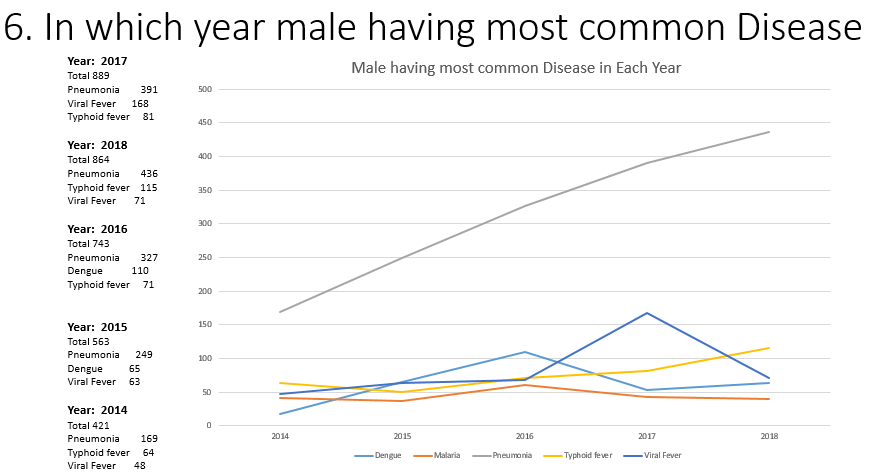 6. In which year male having most common Disease
Year: 2017
Total 889
Pneumonia 391
Viral Fever 168
Typhoid fever 81
Year: 2018
Total 864
Pneumonia 436
Typhoid fever 115
Viral Fever 71
Year: 2016
Total 743
Pneumonia 327
Dengue 110
Typhoid fever 71
Year: 2015
Total 563
Pneumonia 249
Dengue 65
Viral Fever 63
Year: 2014
Total 421
Pneumonia 169
Typhoid fever 64
Viral Fever 48
Male having most common Disease in Each Year
500
450
400
350
300
250
200
150
100
50
0
2014 2015 2016 2017 2018
Dengue Malaria Pneumonia Typhoid fever Viral Fever